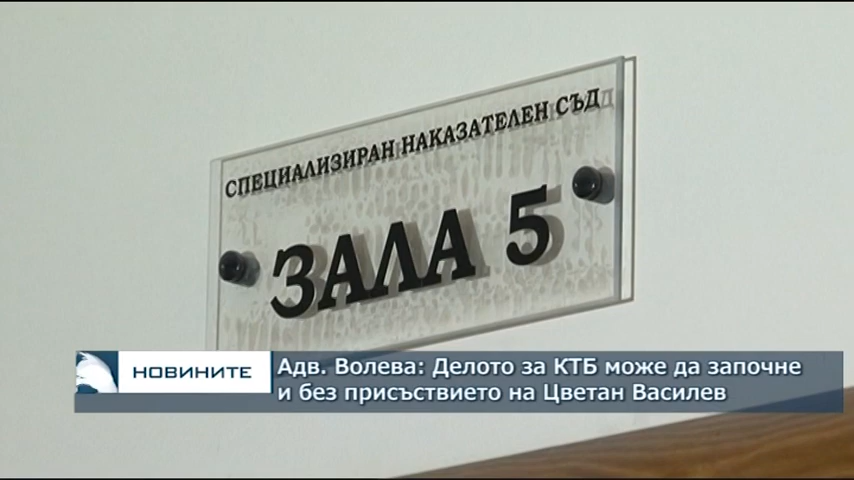 СПЕЦИАЛИЗИРАН НАКАЗАТЕЛЕН СЪД
ЗАЛА 5
НОВИНИТЕ
Адв. Волева: Делото за КТБ може да започне
и без присъствието на Цветан Василев